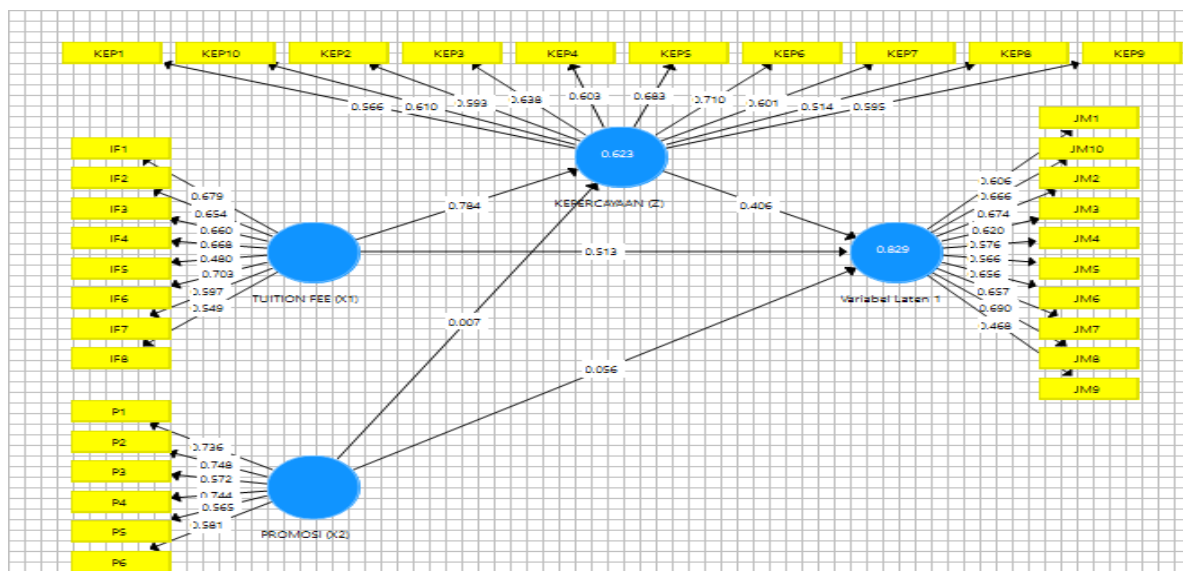 KEP1 KEP10 KEP2 KEP3 KEP4 KEP5 KEP6 KEP7 KEP8 KEP9
0.566 0.610 0.593 0.638 0.603 0.683 0.710 0.601 0.514 0.595
0.623
KEPERCAYAAN (Z)
IF1
IF2
IF3
IF4
IF5
IF6
IF7
IF8
0.679
0.654
0.660
0.668
0.480
0.703
0.597
0.549
TUITION FEE (X1)
0.784
0.406
0.513
0.007
0.056
0.829
Variabel Laten 1
0.606
0.666
0.674
0.620
0.576
0.566
0.656
0.657
0.690
0.468
JM1
JM10
JM2
JM3
JM4
JM5
JM6
JM7
JM8
JM9
P1
P2
P3
P4
P5
P6
0.736
0.748
0.572
0.744
0.565
0.581
PROMOSI (X2)